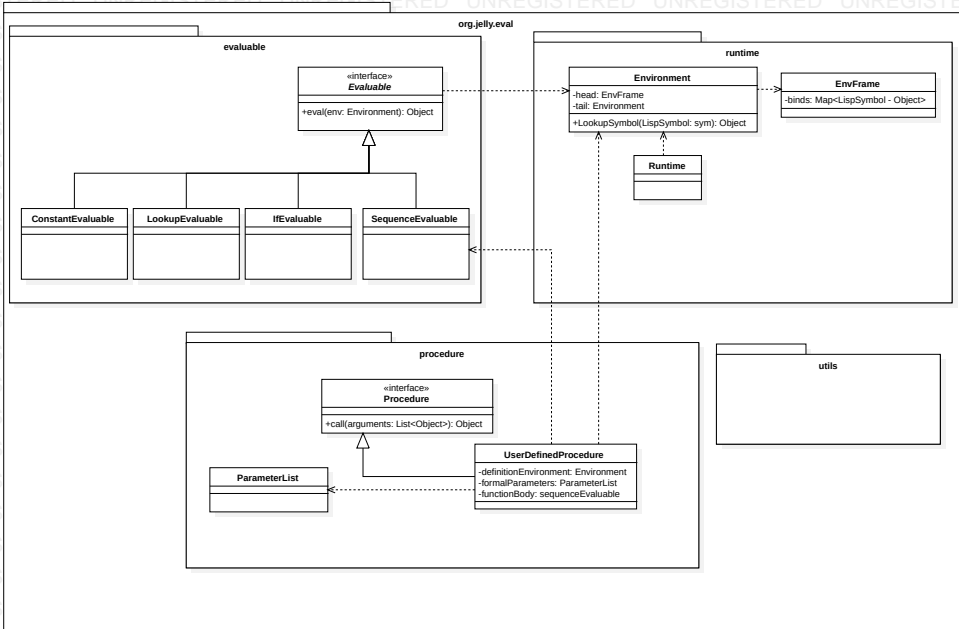 UNREGISTERED UNREGISTERED UNREGISTERED
org.jelly.eval
evaluable
«interface»
Evaluable
+eval(env: Environment): Object
ConstantEvaluable
LookupEvaluable
IfEvaluable
SequenceEvaluable
runtime
Environment
-head: EnvFrame
-tail: Environment
+LookupSymbol(LispSymbol: sym): Object
EnvFrame
-binds: Map<LispSymbol - Object>
Runtime
procedure
«interface»
Procedure
+call(arguments: List<Object>): Object
UserDefinedProcedure
-definitionEnvironment: Environment
-formalParameters: ParameterList
-functionBody: sequenceEvaluable
ParameterList
utils